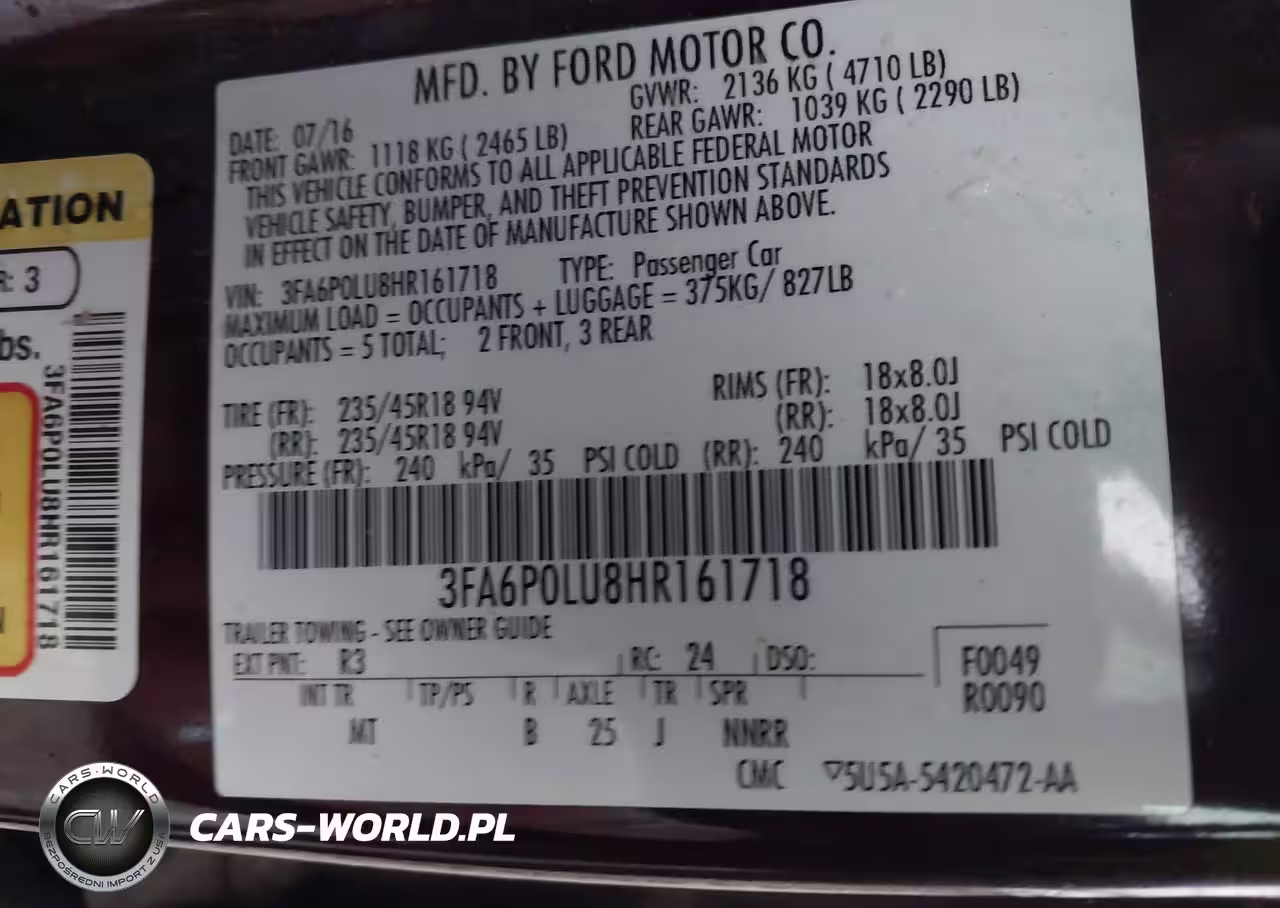 MFD. BY FORD MOTOR CO.
DATE: 07/16 GVWR: 2136 KG ( 4710 LB)
FRONT GAWR: 1118 KG ( 2465 LB) REAR GAWR: 1039 KG ( 2290 LB)
THIS VEHICLE CONFORMS TO ALL APPLICABLE FEDERAL MOTOR
VEHICLE SAFETY, BUMPER, AND THEFT PREVENTION STANDARDS
IN EFFECT ON THE DATE OF MANUFACTURE SHOWN ABOVE.
VIN: 3FA6P0LU8HR161718 TYPE: Passenger Car
MAXIMUM LOAD = OCCUPANTS + LUGGAGE = 375KG/ 827LB
OCCUPANTS = 5 TOTAL; 2 FRONT, 3 REAR
TIRE (FR): 235/45R18 94V RIMS (FR): 18x8.0J
(RR): 235/45R18 94V (RR): 18x8.0J
PRESSURE (FR): 240 kPa/ 35 PSI COLD (RR): 240 kPa/ 35 PSI COLD
3FA6P0LU8HR161718
TRAILER TOWING - SEE OWNER GUIDE
EXT PNT: R3 RC: 24 DSO: F0049
INT TR TP/PS R AXLE TR SPR R0090
MT B 25 J NNRR
CMC ▽5U5A-5420472-AA
ATION
R: 3
bs.
3FA6P0LU8HR161718
N
CARS-WORLD
CW
BEZPOŚREDNI IMPORT Z USA
CARS-WORLD.PL